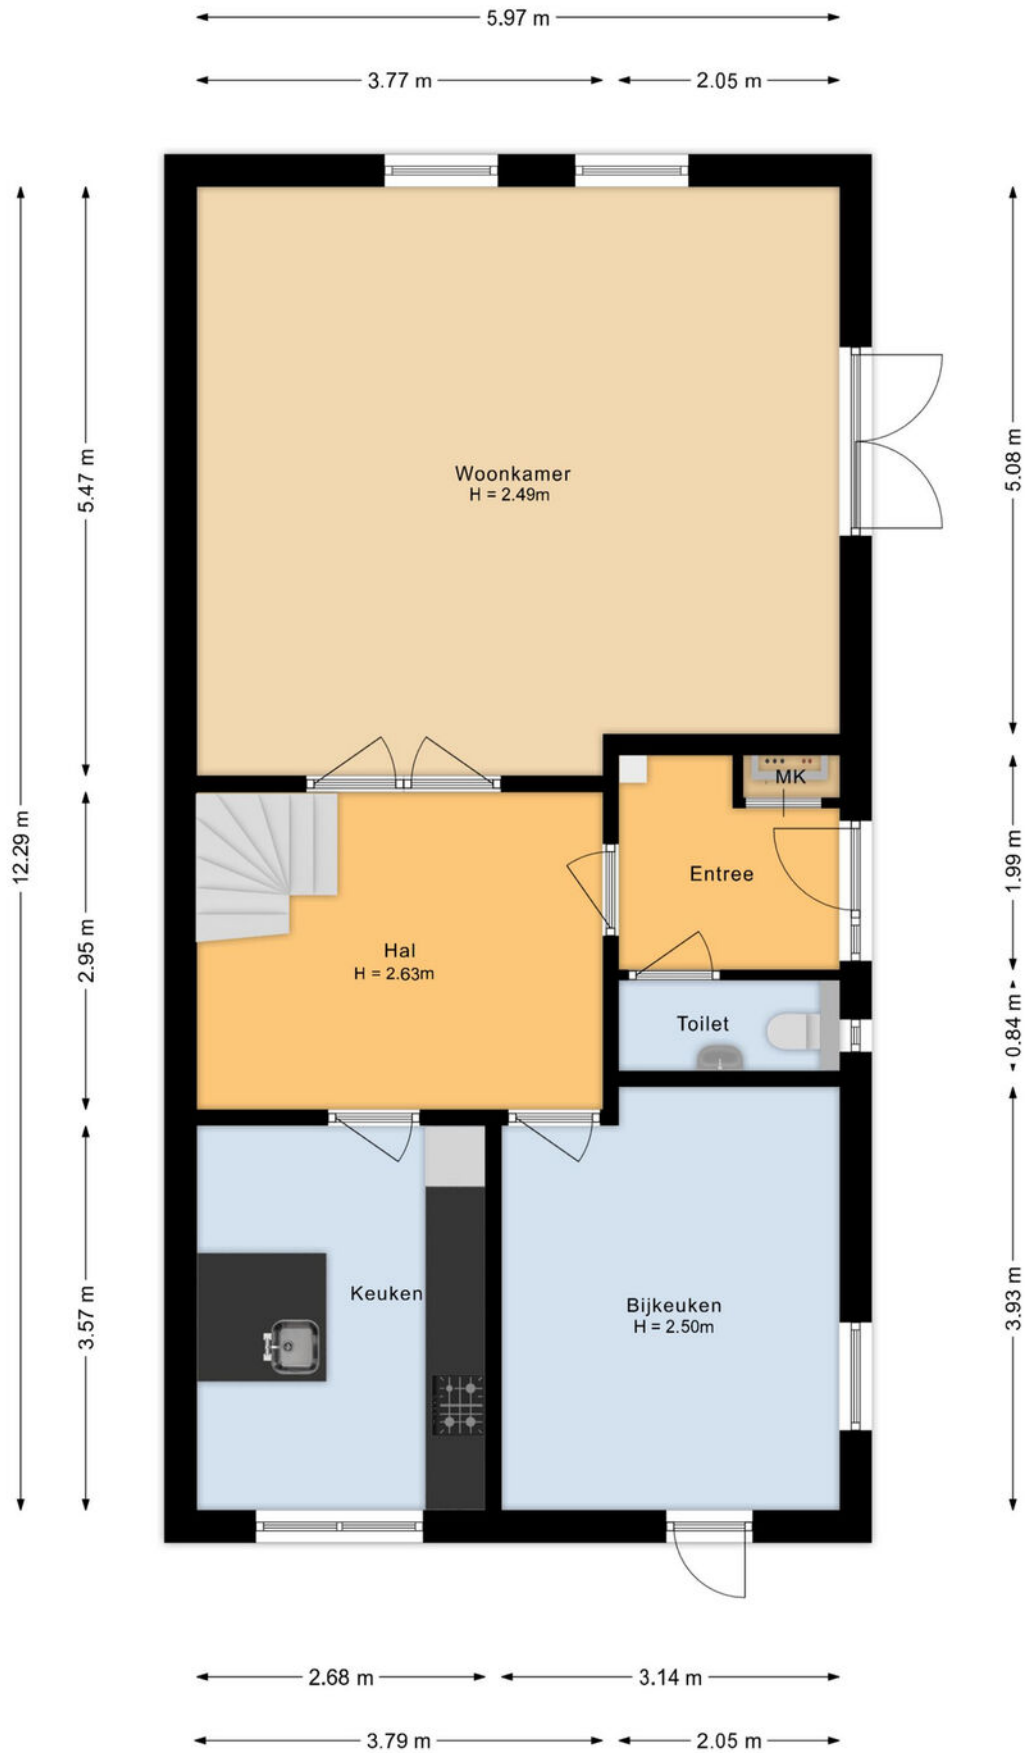 5.97 m
3.77 m
2.05 m
12.29 m
5.47 m
5.08 m
Woonkamer
H = 2.49m
MK
Entree
1.99 m
2.95 m
Hal
H = 2.63m
Toilet
0.84 m
3.57 m
Keuken
Bijkeuken
H = 2.50m
3.93 m
2.68 m
3.14 m
3.79 m
2.05 m